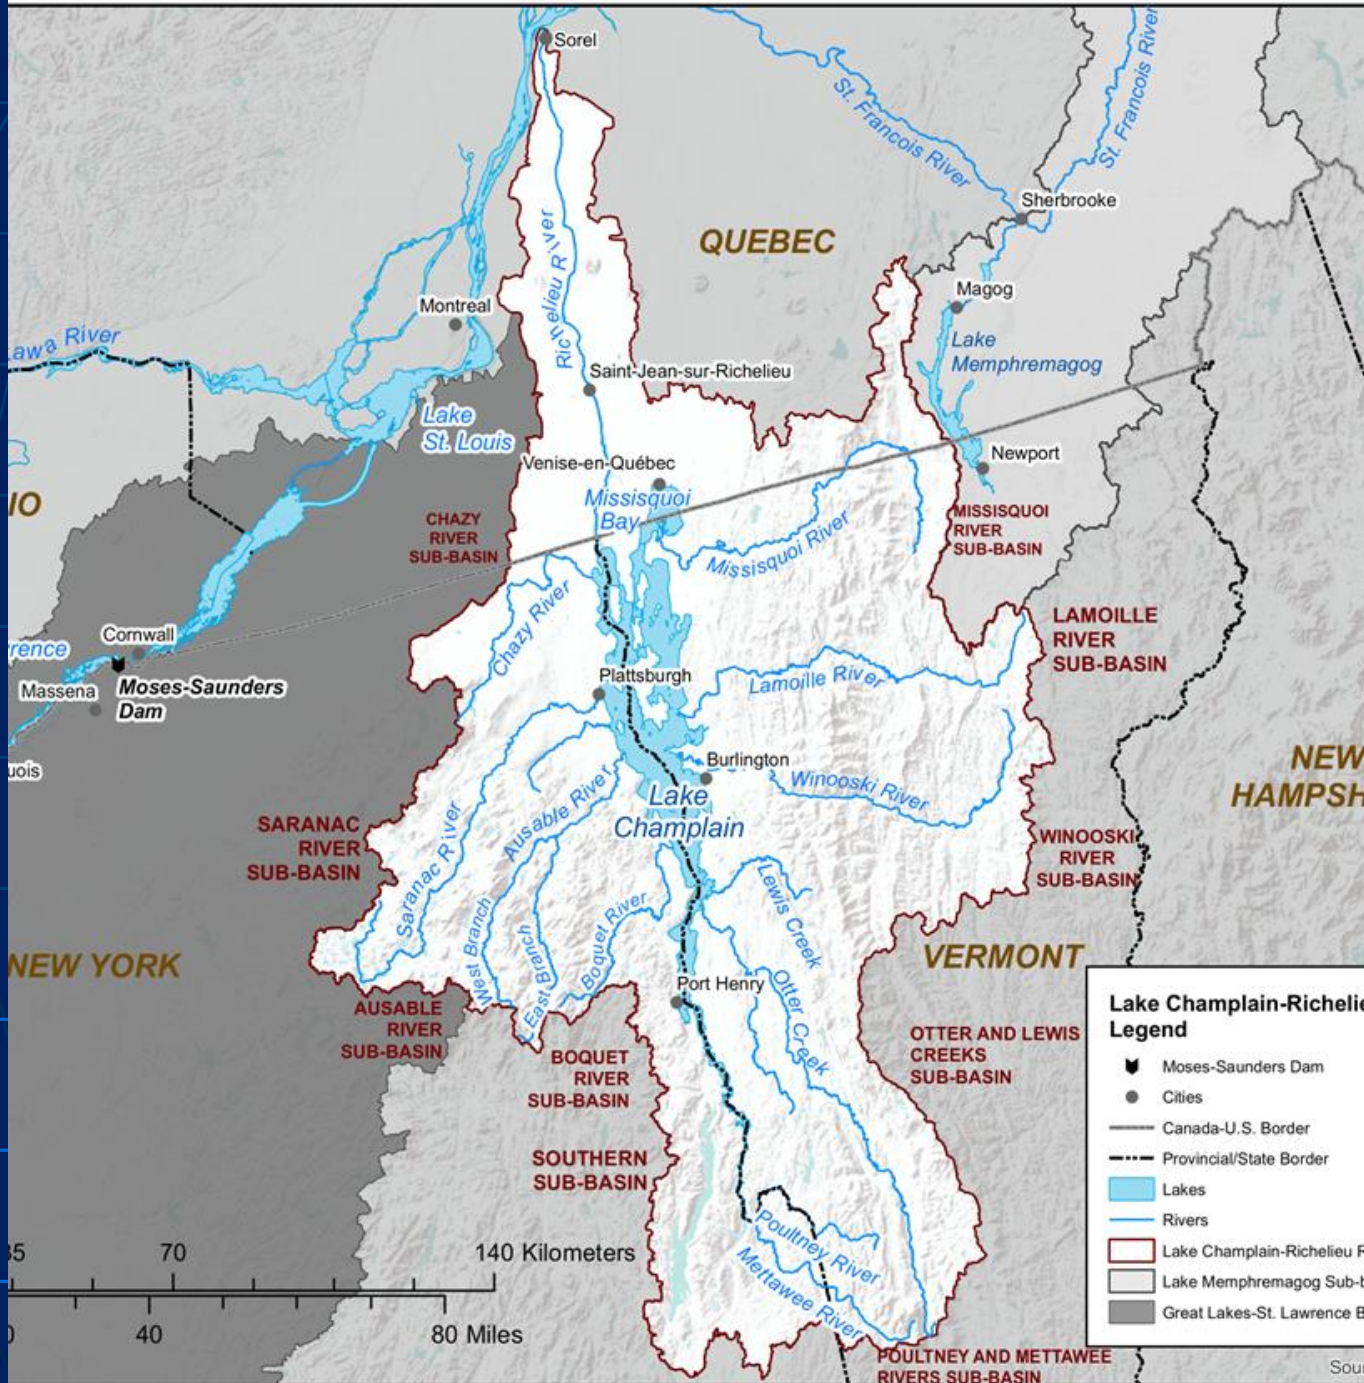 Sorel
St. Francois River
St. Francois River
Sherbrooke
QUEBEC
Richelieu River
Montreal
Magog
Lake
Memphremagog
awa River
Saint-Jean-sur-Richelieu
Lake
St. Louis
Newport
Venise-en-Québec
IO
Missisquoi
Bay
CHAZY
RIVER
SUB-BASIN
MISSISQUOI
RIVER
SUB-BASIN
Missisquoi River
Chazy River
LAMOILLE
RIVER
SUB-BASIN
Cornwall
rence
Massena
Moses-Saunders
Dam
Plattsburgh
Lamoille River
uois
Burlington
NEW
HAMPSH
Winooski River
Lake
Champlain
Ausable River
SARANAC
RIVER
SUB-BASIN
Saranac River
WINOOSKI
RIVER
SUB-BASIN
Lewis Creek
West Branch
East Branch
Boquet River
NEW YORK
VERMONT
Port Henry
Otter Creek
AUSABLE
RIVER
SUB-BASIN
OTTER AND LEWIS
CREEKS
SUB-BASIN
BOQUET
RIVER
SUB-BASIN
SOUTHERN
SUB-BASIN
Poultney River
Mettawee River
POULTNEY AND METTAWEE
RIVERS SUB-BASIN
Lake Champlain-Richelie
Legend
Moses-Saunders Dam
Cities
Canada-U.S. Border
Provincial/State Border
Lakes
Rivers
Lake Champlain-Richelieu R
Lake Memphremagog Sub-b
Great Lakes-St. Lawrence B
35 70 140 Kilometers
0 40 80 Miles
Sour